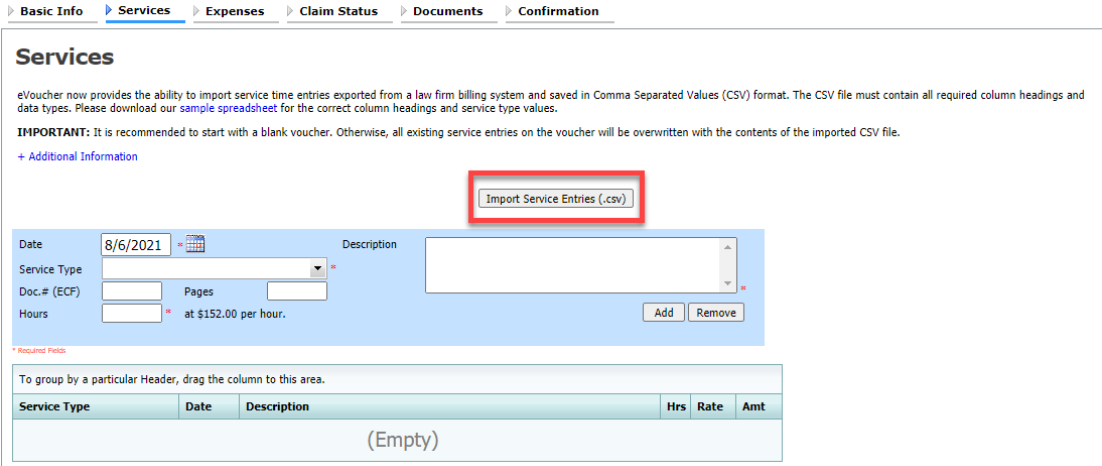 Basic Info Services Expenses Claim Status Documents Confirmation
Services
eVoucher now provides the ability to import service time entries exported from a law firm billing system and saved in Comma Separated Values (CSV) format. The CSV file must contain all required column headings and
data types. Please download our sample spreadsheet for the correct column headings and service type values.
IMPORTANT: It is recommended to start with a blank voucher. Otherwise, all existing service entries on the voucher will be overwritten with the contents of the imported CSV file.
+ Additional Information
Import Service Entries (.csv)
Date 8/6/2021 * Description
Service Type *
Doc.# (ECF) Pages *
Hours * at $152.00 per hour. Add Remove
* Required Fields
To group by a particular Header, drag the column to this area.
Service Type Date Description Hrs Rate Amt
(Empty)